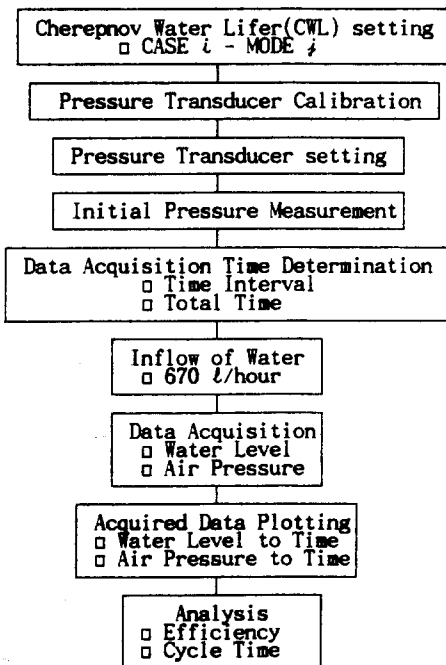 Cherepnov Water Lifer(CWL) setting
□ CASE i - MODE j
Pressure Transducer Calibration
Pressure Transducer setting
Initial Pressure Measurement
Data Acquisition Time Determination
□ Time Interval
□ Total Time
Inflow of Water
□ 670 ℓ/hour
Data Acquisition
□ Water Level
□ Air Pressure
Acquired Data Plotting
□ Water Level to Time
□ Air Pressure to Time
Analysis
□ Efficiency
□ Cycle Time